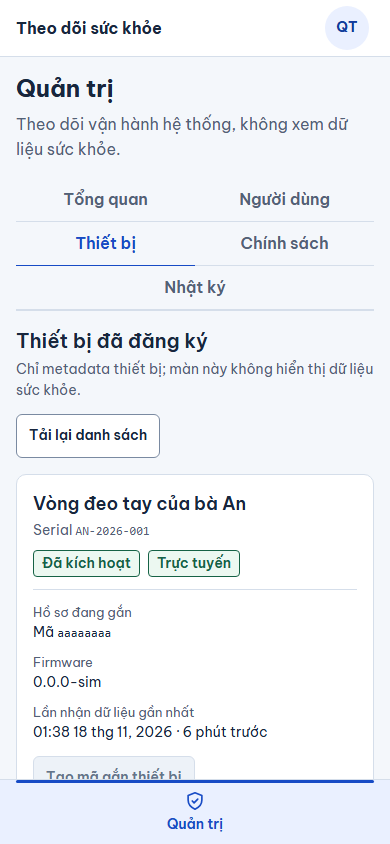 Theo dõi sức khỏe
QT
Quản trị
Theo dõi vận hành hệ thống, không xem dữ
liệu sức khỏe.
Tổng quan
Người dùng
Thiết bị
Chính sách
Nhật ký
Thiết bị đã đăng ký
Chỉ metadata thiết bị; màn này không hiển thị dữ liệu
sức khỏe.
Tải lại danh sách
Vòng đeo tay của bà An
Serial AN-2026-001
Đã kích hoạt
Trực tuyến
Hồ sơ đang gắn
Mã aaaaaaaa
Firmware
0.0.0-sim
Lần nhận dữ liệu gần nhất
01:38 18 thg 11, 2026 · 6 phút trước
Tạo mã gắn thiết bị
Quản trị